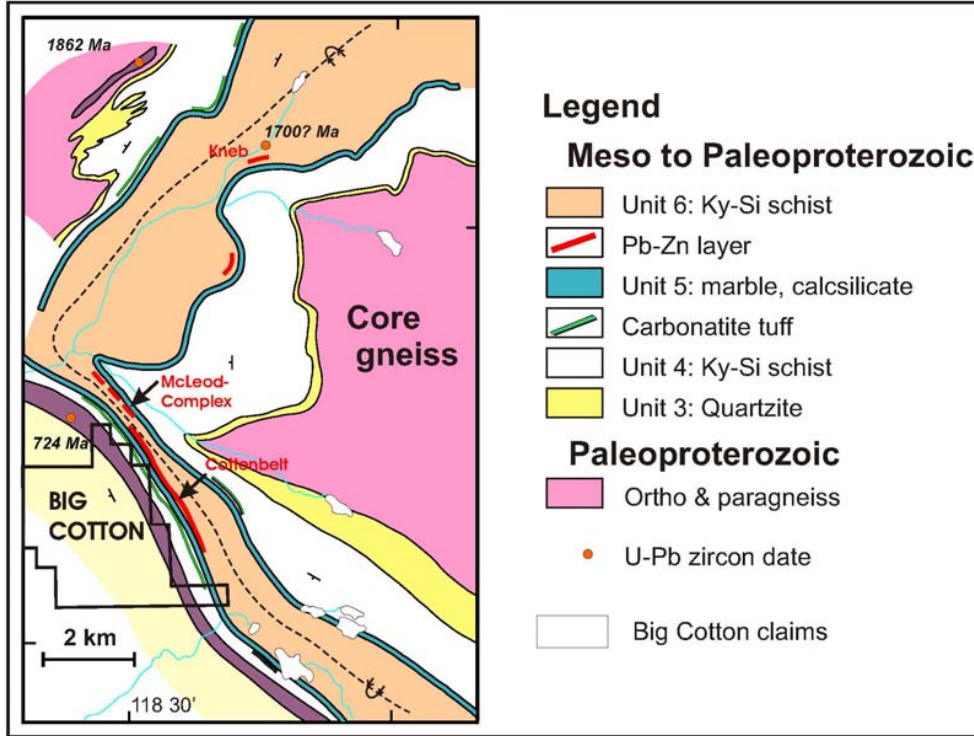 1862 Ma
1700? Ma
Kneb
Core
gneiss
McLeod-
Complex
724 Ma
Cottonbelt
BIG
COTTON
2 km
118 30'
Legend
Meso to Paleoproterozoic
Unit 6: Ky-Si schist
Pb-Zn layer
Unit 5: marble, calcsilicate
Carbonatite tuff
Unit 4: Ky-Si schist
Unit 3: Quartzite
Paleoproterozoic
Ortho & paragneiss
U-Pb zircon date
Big Cotton claims